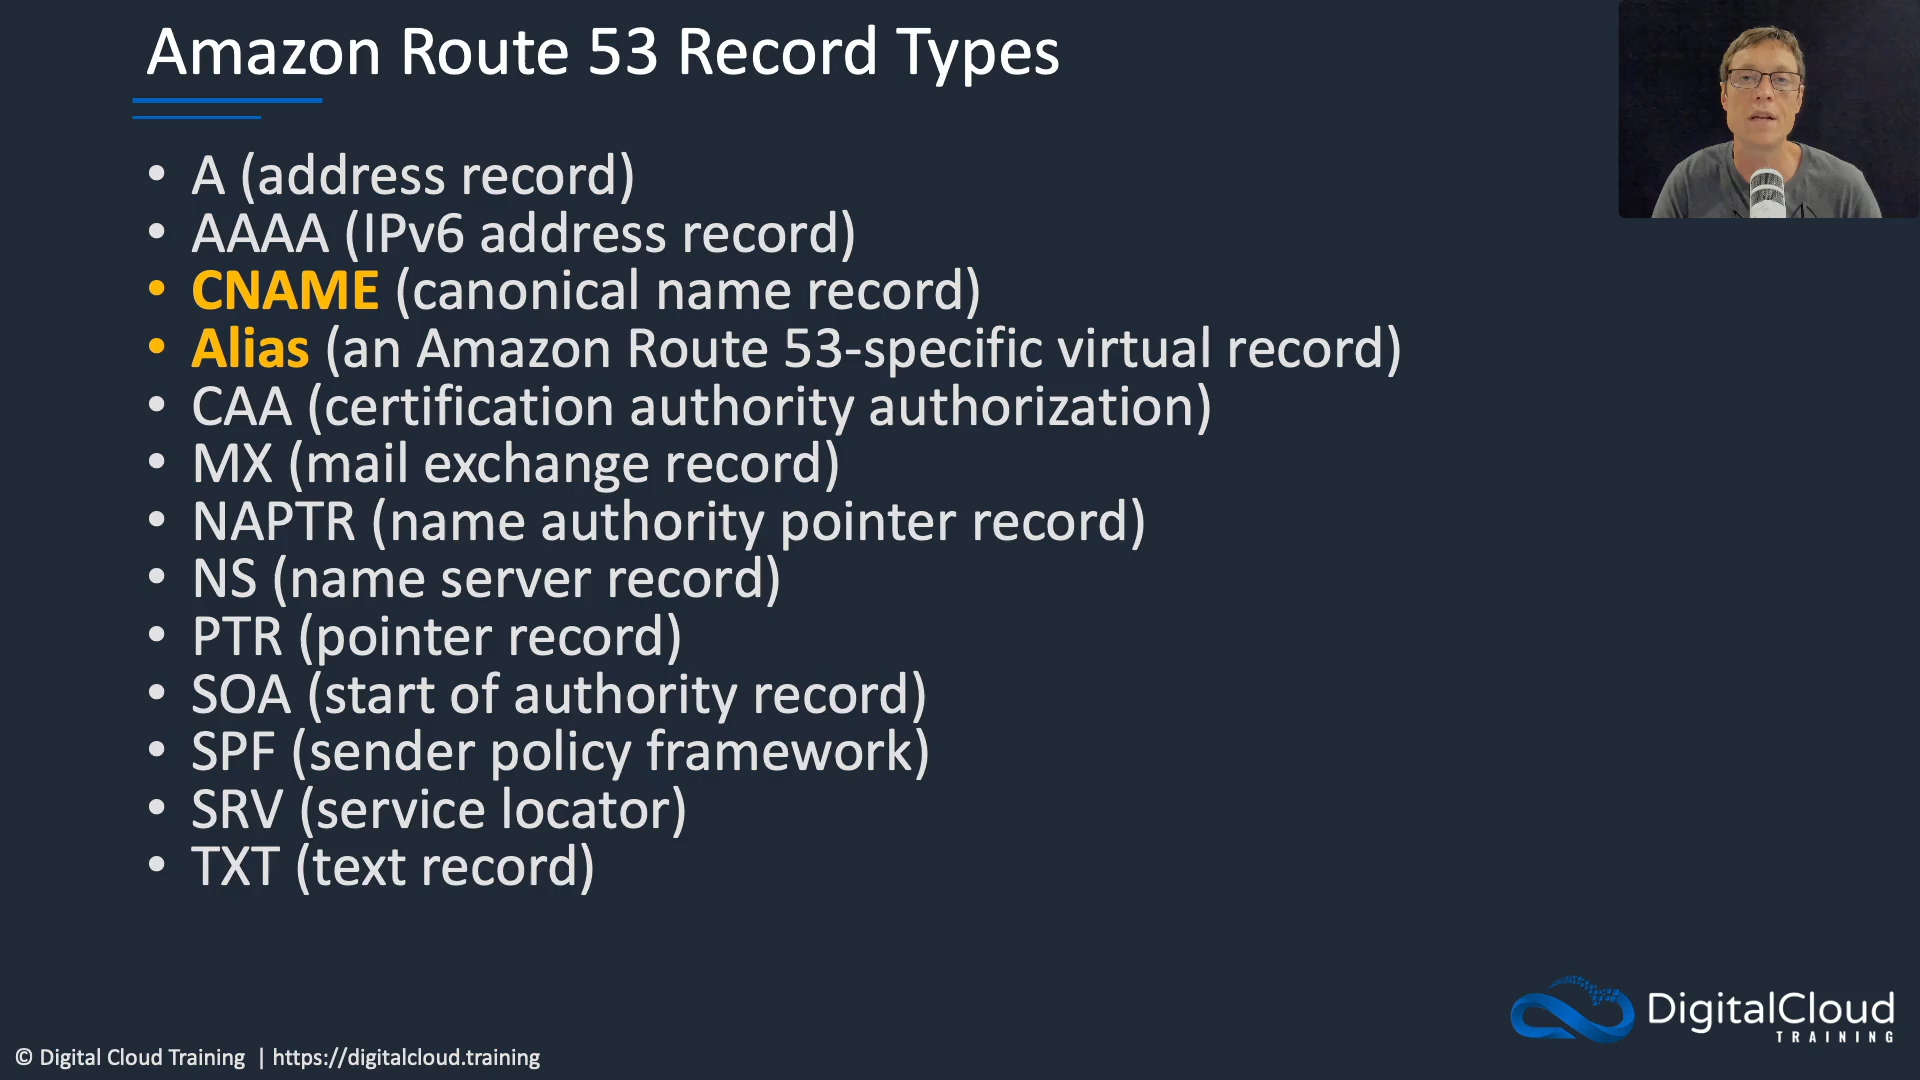 Amazon Route 53 Record Types
• A (address record)
• AAAA (IPv6 address record)
• CNAME (canonical name record)
• Alias (an Amazon Route 53-specific virtual record)
• CAA (certification authority authorization)
• MX (mail exchange record)
• NAPTR (name authority pointer record)
• NS (name server record)
• PTR (pointer record)
• SOA (start of authority record)
• SPF (sender policy framework)
• SRV (service locator)
• TXT (text record)
DigitalCloud
TRAINING
© Digital Cloud Training | https://digitalcloud.training